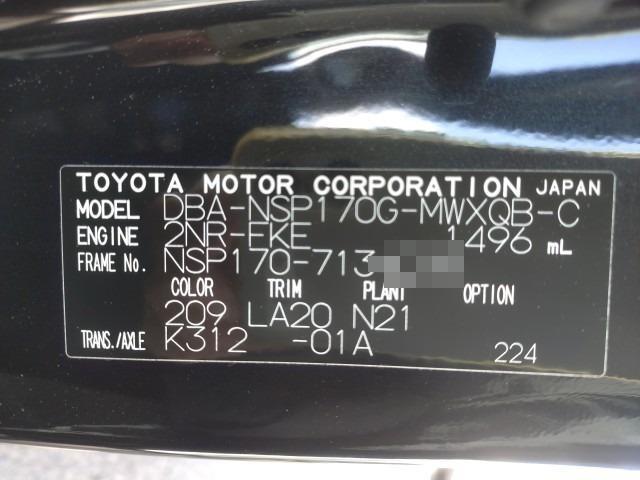 TOYOTA MOTOR CORPORATION JAPAN
MODEL DBA-NSP170G-MWXQB-C
ENGINE 2NR-FKE 1496 mL
FRAME No. NSP170-713
COLOR TRIM PLANT OPTION
209 LA20 N21
TRANS./AXLE K312 -01A 224